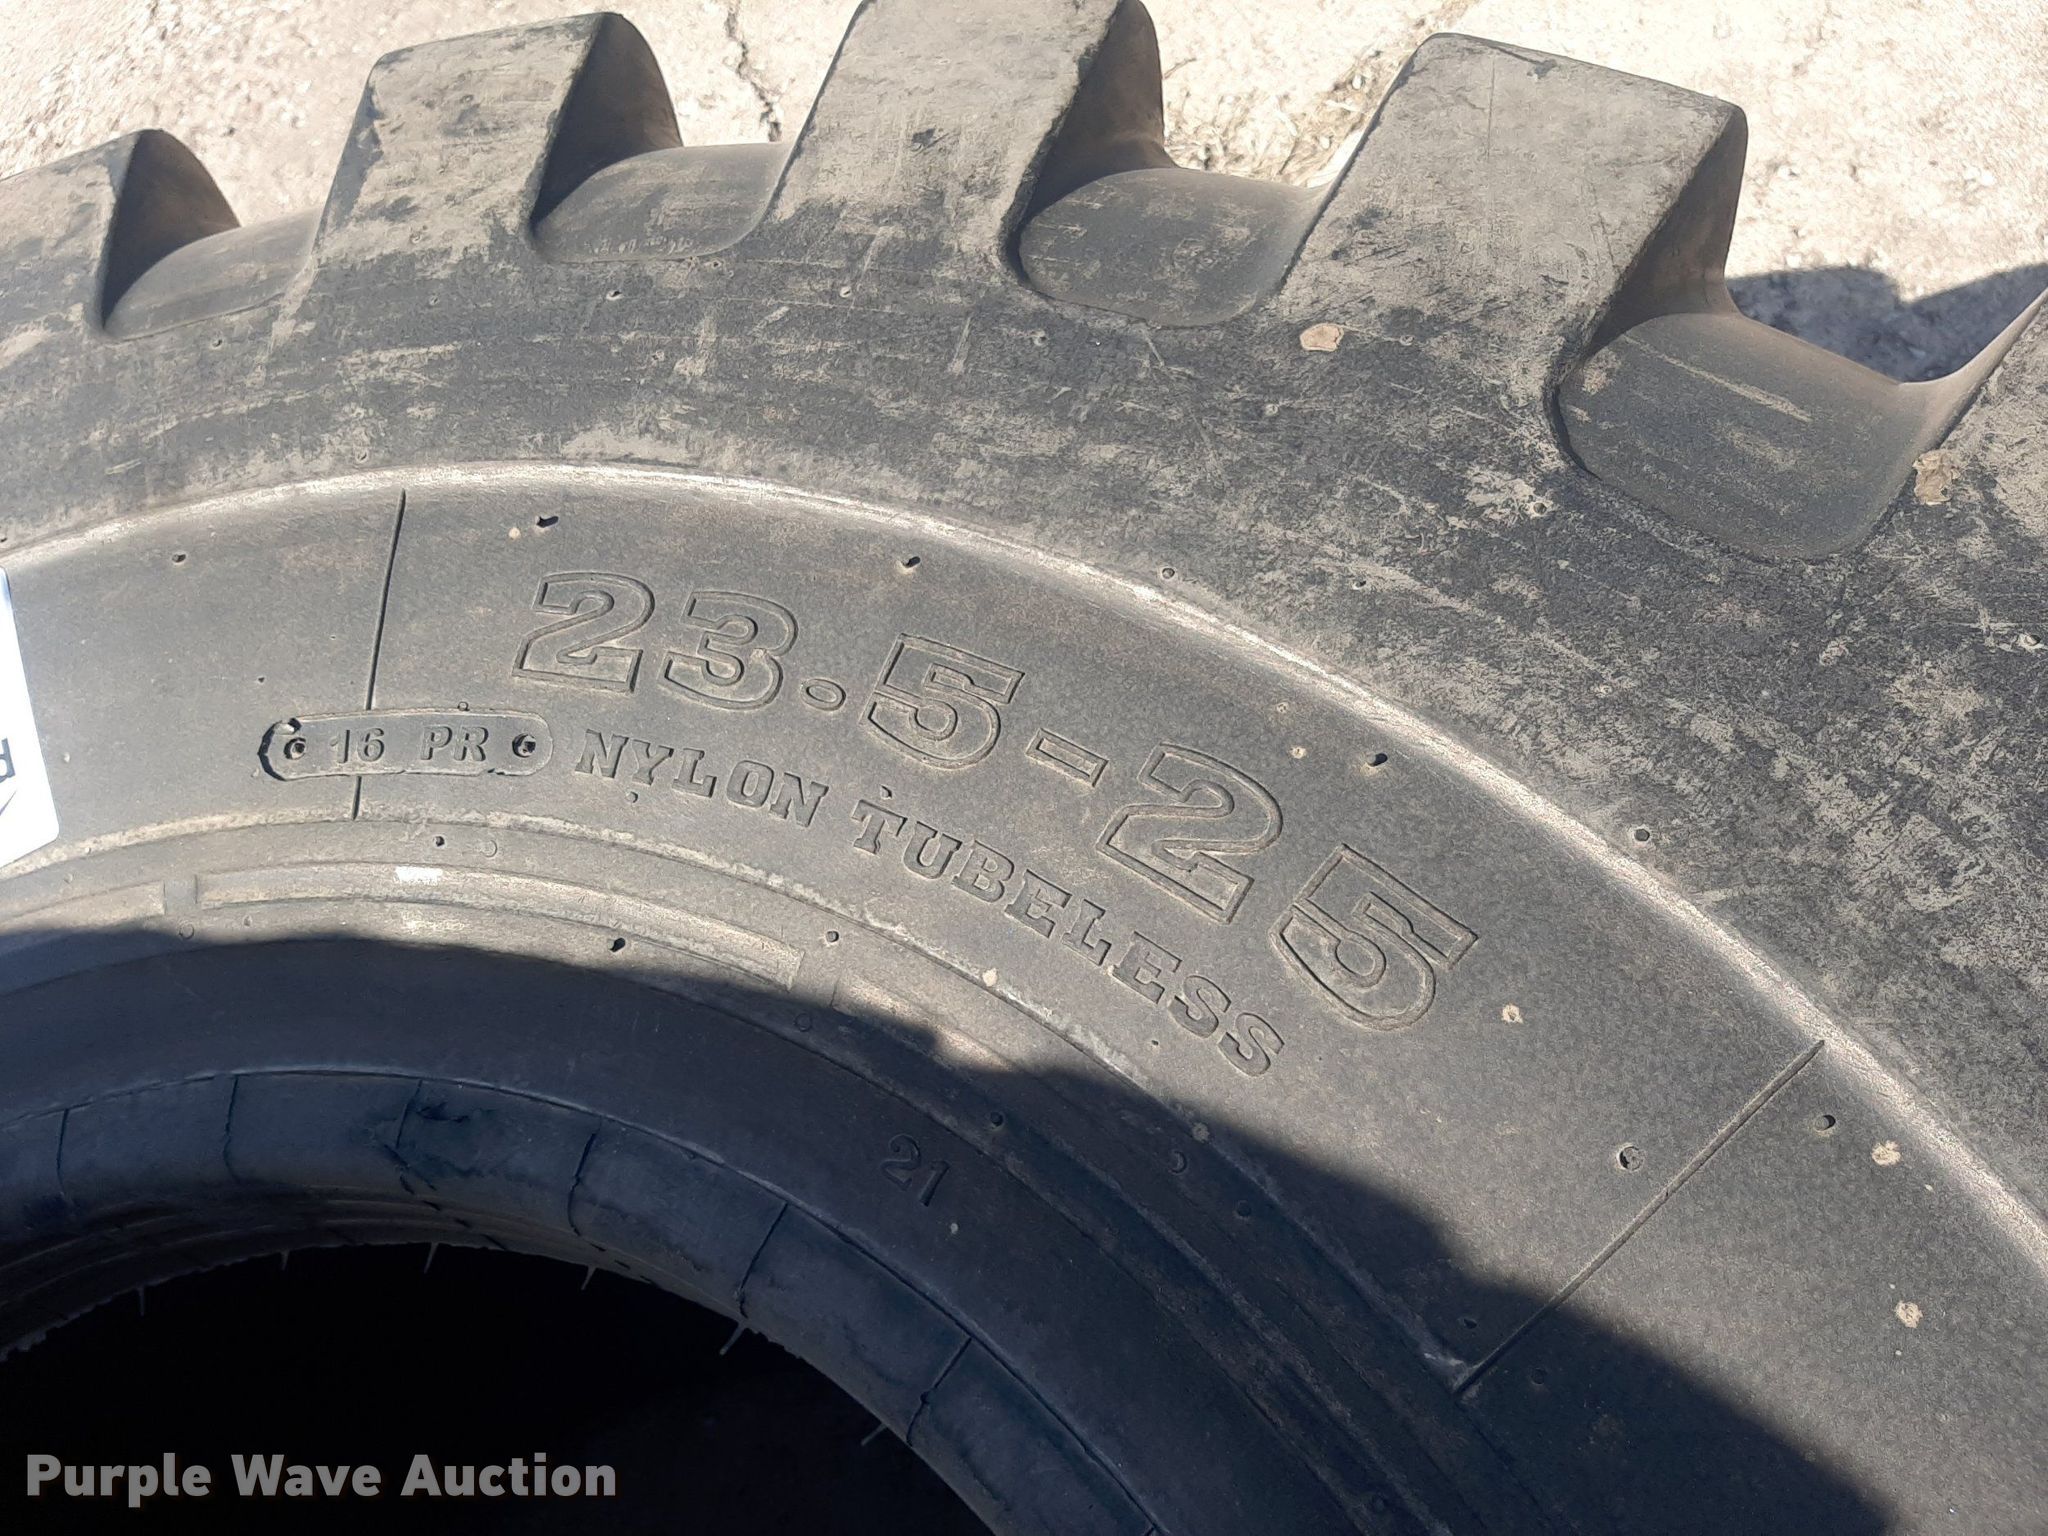 23.5-25
16 PR NYLON TUBELESS
21
Purple Wave Auction